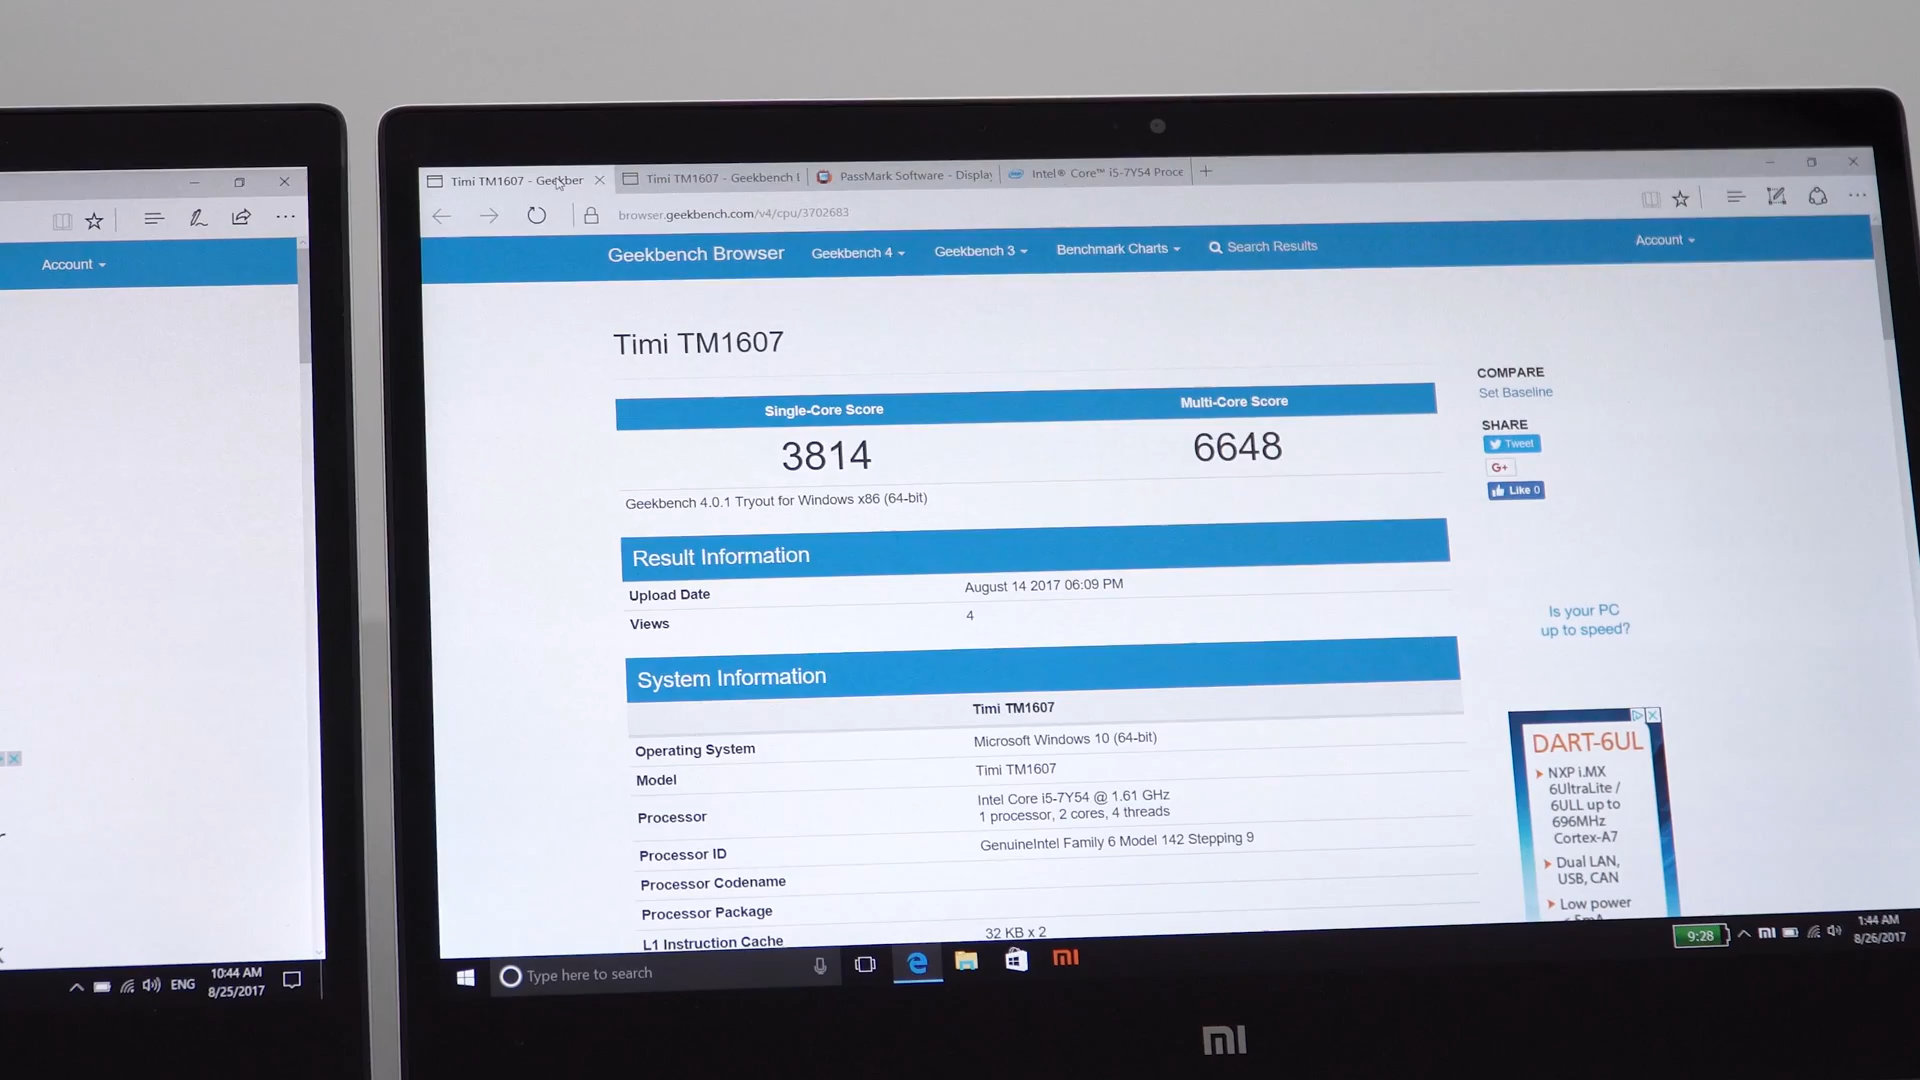 Account
ENG
10:44 AM
8/25/2017
Timi TM1607 - Geekber
Timi TM1607 - Geekbench
PassMark Software - Display
Intel® Core™ i5-7Y54 Proce
browser.geekbench.com/v4/cpu/3702683
Geekbench Browser
Geekbench 4
Geekbench 3
Benchmark Charts
Search Results
Account
Timi TM1607
Single-Core Score
Multi-Core Score
3814
6648
Geekbench 4.0.1 Tryout for Windows x86 (64-bit)
COMPARE
Set Baseline
SHARE
Tweet
G+
Like 0
Result Information
Upload Date
August 14 2017 06:09 PM
Views
4
Is your PC
up to speed?
System Information
Timi TM1607
Operating System
Microsoft Windows 10 (64-bit)
Model
Timi TM1607
Processor
Intel Core i5-7Y54 @ 1.61 GHz
1 processor, 2 cores, 4 threads
Processor ID
GenuineIntel Family 6 Model 142 Stepping 9
Processor Codename
Processor Package
L1 Instruction Cache
32 KB x 2
DART-6UL
NXP i.MX
6UltraLite /
6ULL up to
696MHz
Cortex-A7
Dual LAN,
USB, CAN
Low power
Type here to search
mi
9:28
mi
1:44 AM
8/26/2017
mi